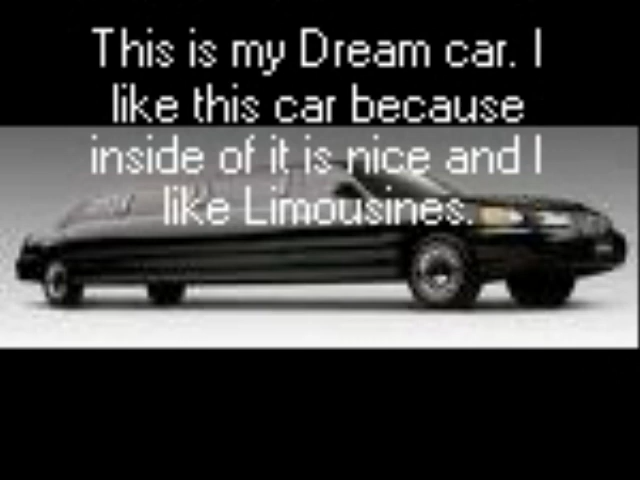 This is my Dream car. I
like this car because
inside of it is nice and I
like Limousines.